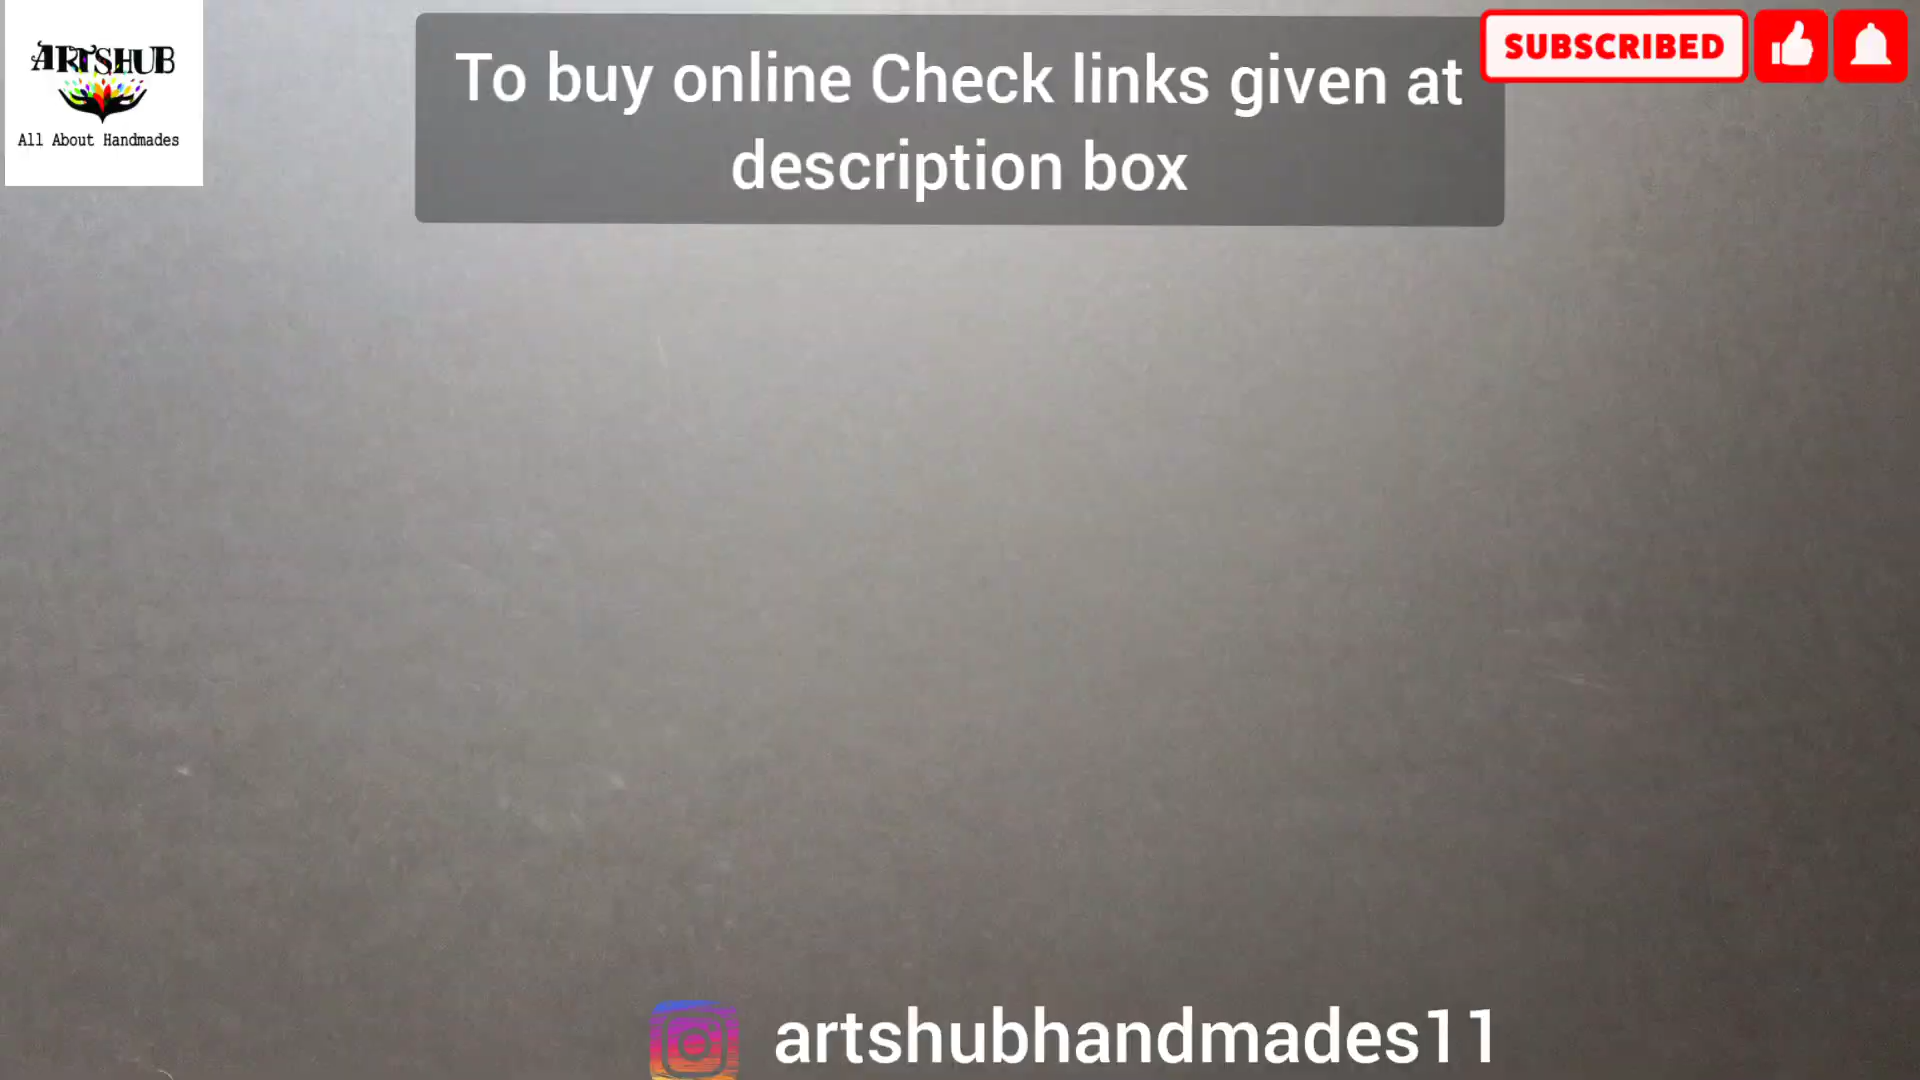 ARTSHUB
All About Handmades
To buy online Check links given at
description box
SUBSCRIBED
artshubhandmades11